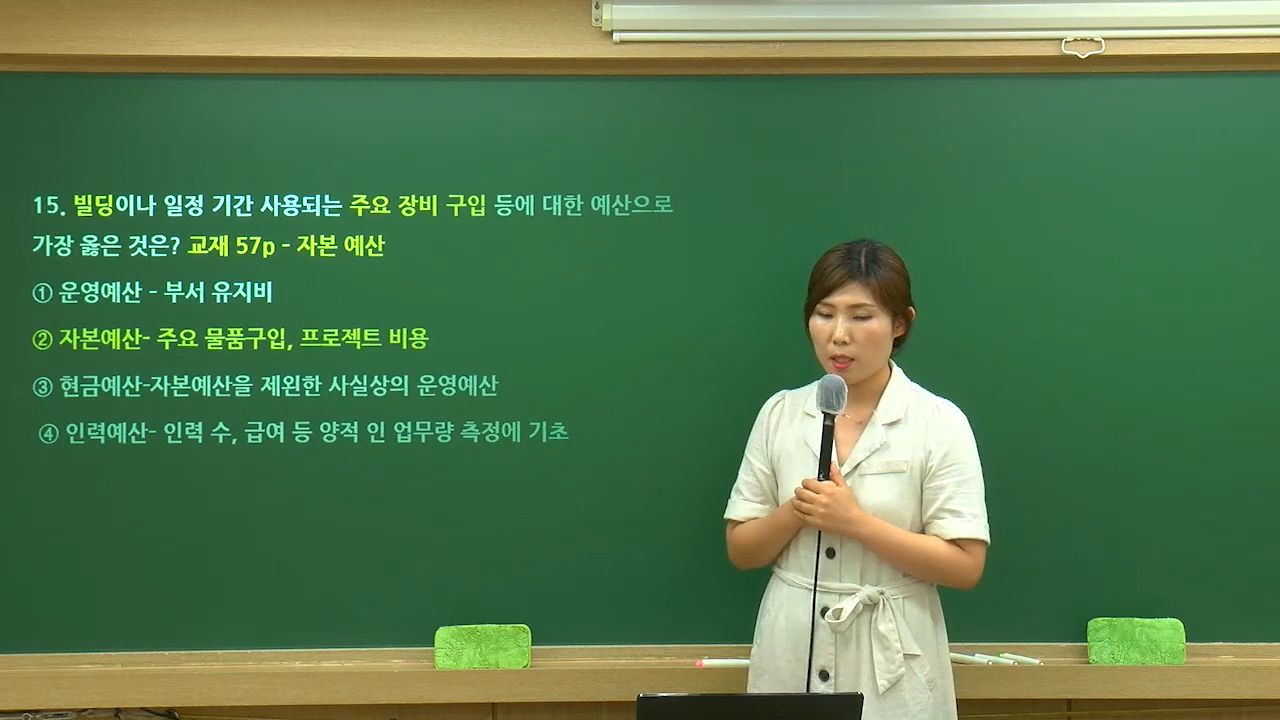 15. 빌딩이나 일정 기간 사용되는 주요 장비 구입 등에 대한 예산으로
가장 옳은 것은? 교재 57p - 자본 예산
① 운영예산 - 부서 유지비
② 자본예산- 주요 물품구입, 프로젝트 비용
③ 현금예산-자본예산을 제왼한 사실상의 운영예산
④ 인력예산- 인력 수, 급여 등 양적 인 업무량 측정에 기초